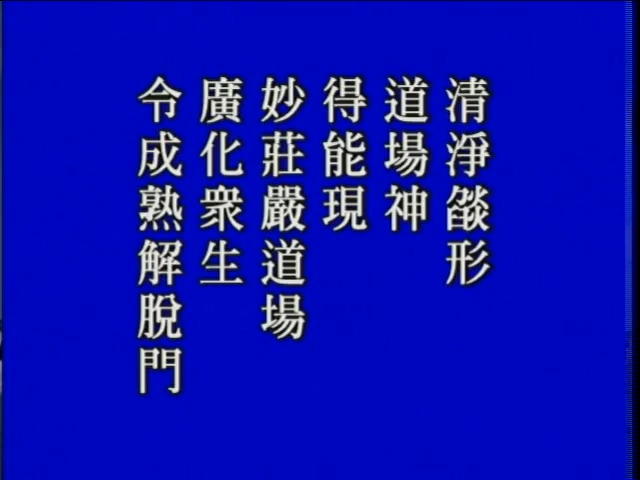 清淨燄形
道場神
得能現
妙莊嚴道場
廣化衆生
令成熟解脫門